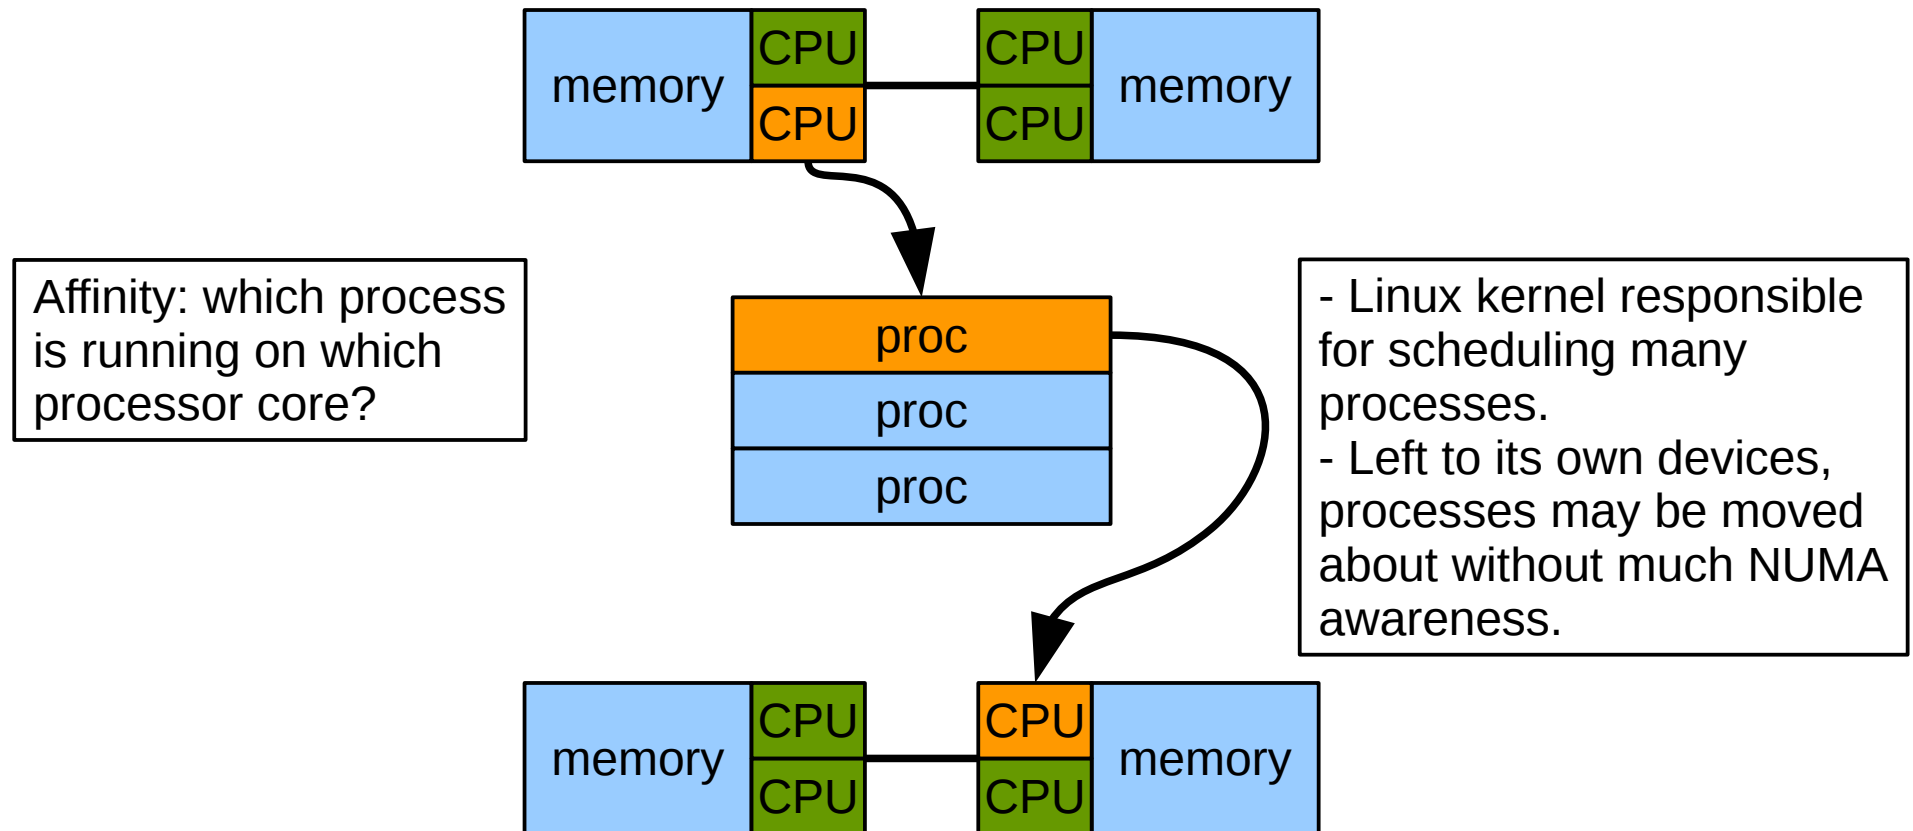 memory
CPU
CPU
CPU
CPU
memory
Affinity: which process
is running on which
processor core?
proc
proc
proc
- Linux kernel responsible
for scheduling many
processes.
- Left to its own devices,
processes may be moved
about without much NUMA
awareness.
memory
CPU
CPU
CPU
CPU
memory